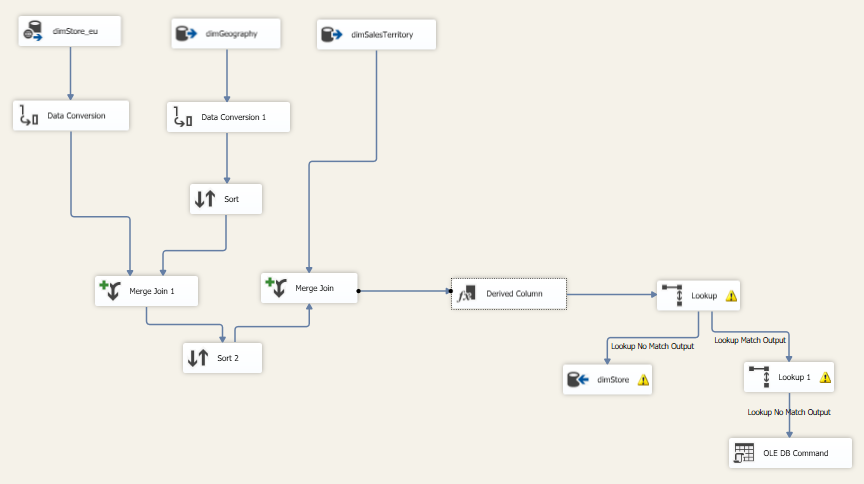 dimStore_eu
dimGeography
dimSalesTerritory
Data Conversion
Data Conversion 1
Sort
Merge Join 1
Merge Join
Derived Column
Lookup
Lookup No Match Output
Lookup Match Output
Sort 2
dimStore
Lookup 1
Lookup No Match Output
OLE DB Command